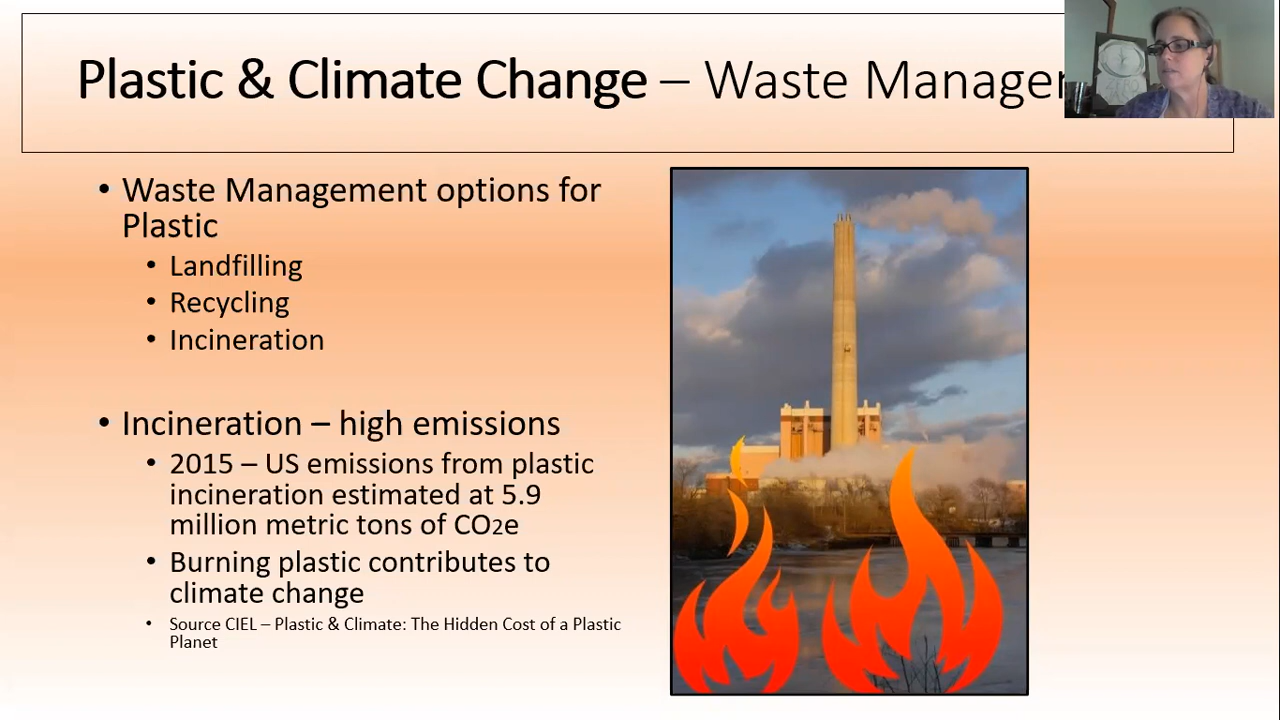 Plastic & Climate Change – Waste Manager
• Waste Management options for
Plastic
• Landfilling
• Recycling
• Incineration
• Incineration – high emissions
• 2015 – US emissions from plastic
incineration estimated at 5.9
million metric tons of CO2e
• Burning plastic contributes to
climate change
• Source CIEL – Plastic & Climate: The Hidden Cost of a Plastic
Planet